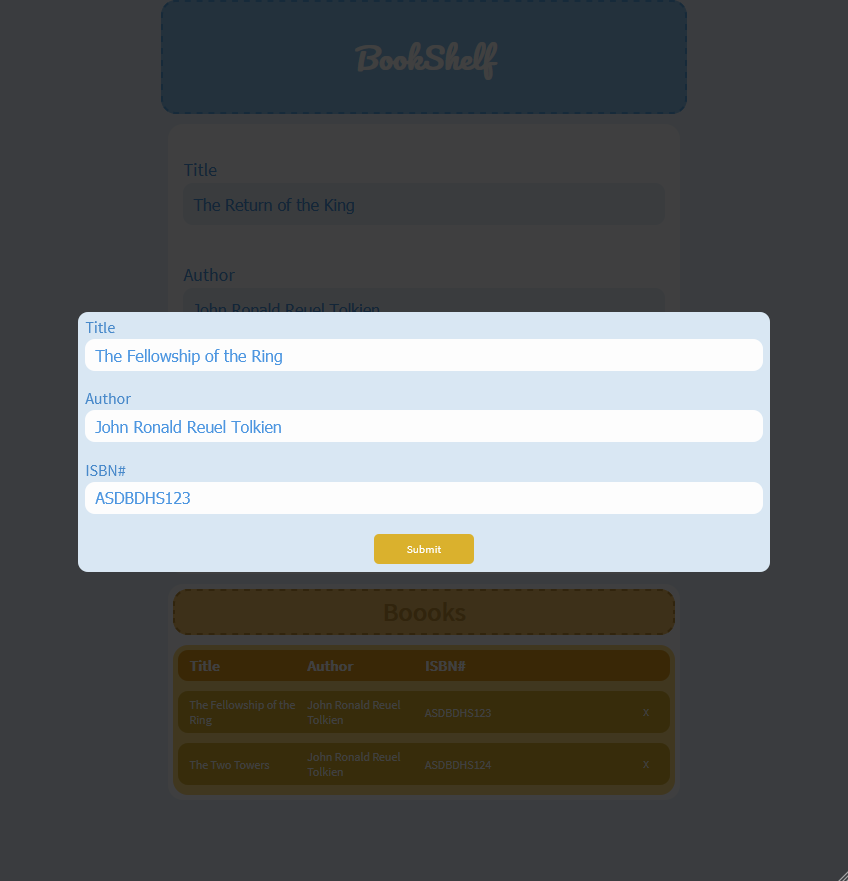 BookShelf
Title
The Return of the King
Author
John Ronald Reuel Tolkien
Title
The Fellowship of the Ring
Author
John Ronald Reuel Tolkien
ISBN#
ASDBDHS123
Submit
Boooks
Title Author ISBN#
The Fellowship of the Ring John Ronald Reuel Tolkien ASDBDHS123 X
The Two Towers John Ronald Reuel Tolkien ASDBDHS124 X